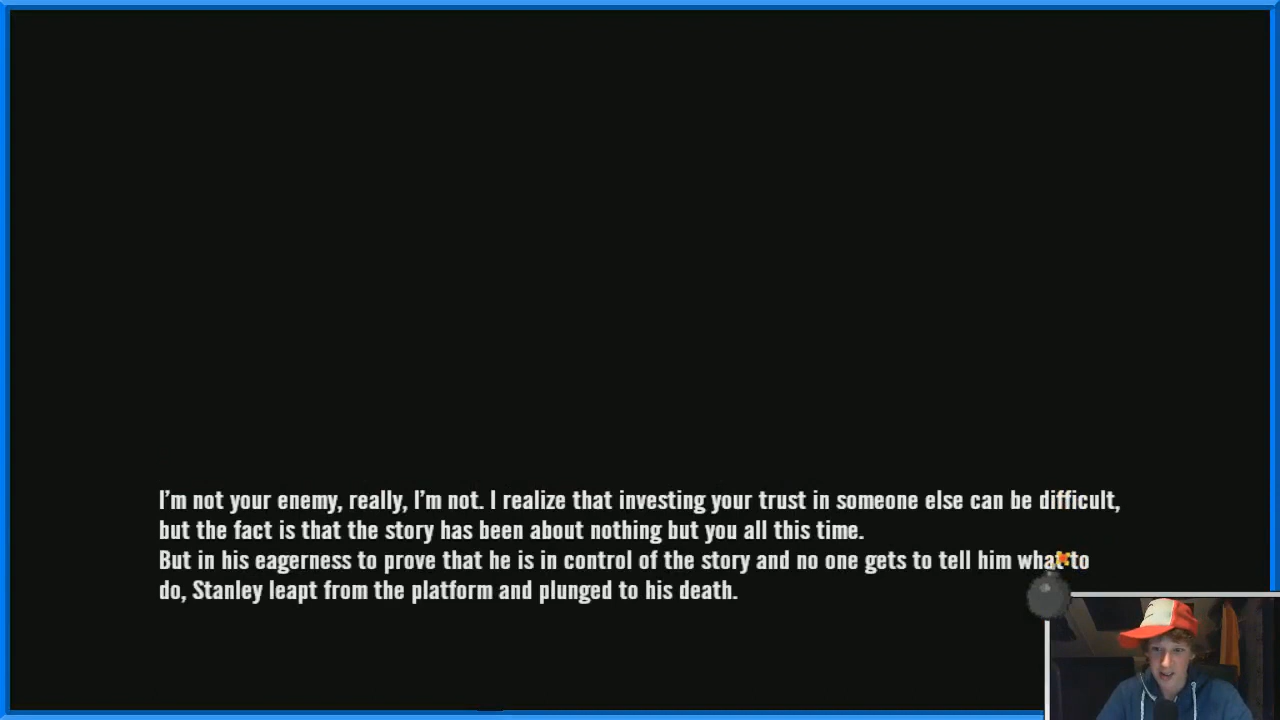 I'm not your enemy, really, I'm not. I realize that investing your trust in someone else can be difficult,
but the fact is that the story has been about nothing but you all this time.
But in his eagerness to prove that he is in control of the story and no one gets to tell him what to
do, Stanley leapt from the platform and plunged to his death.